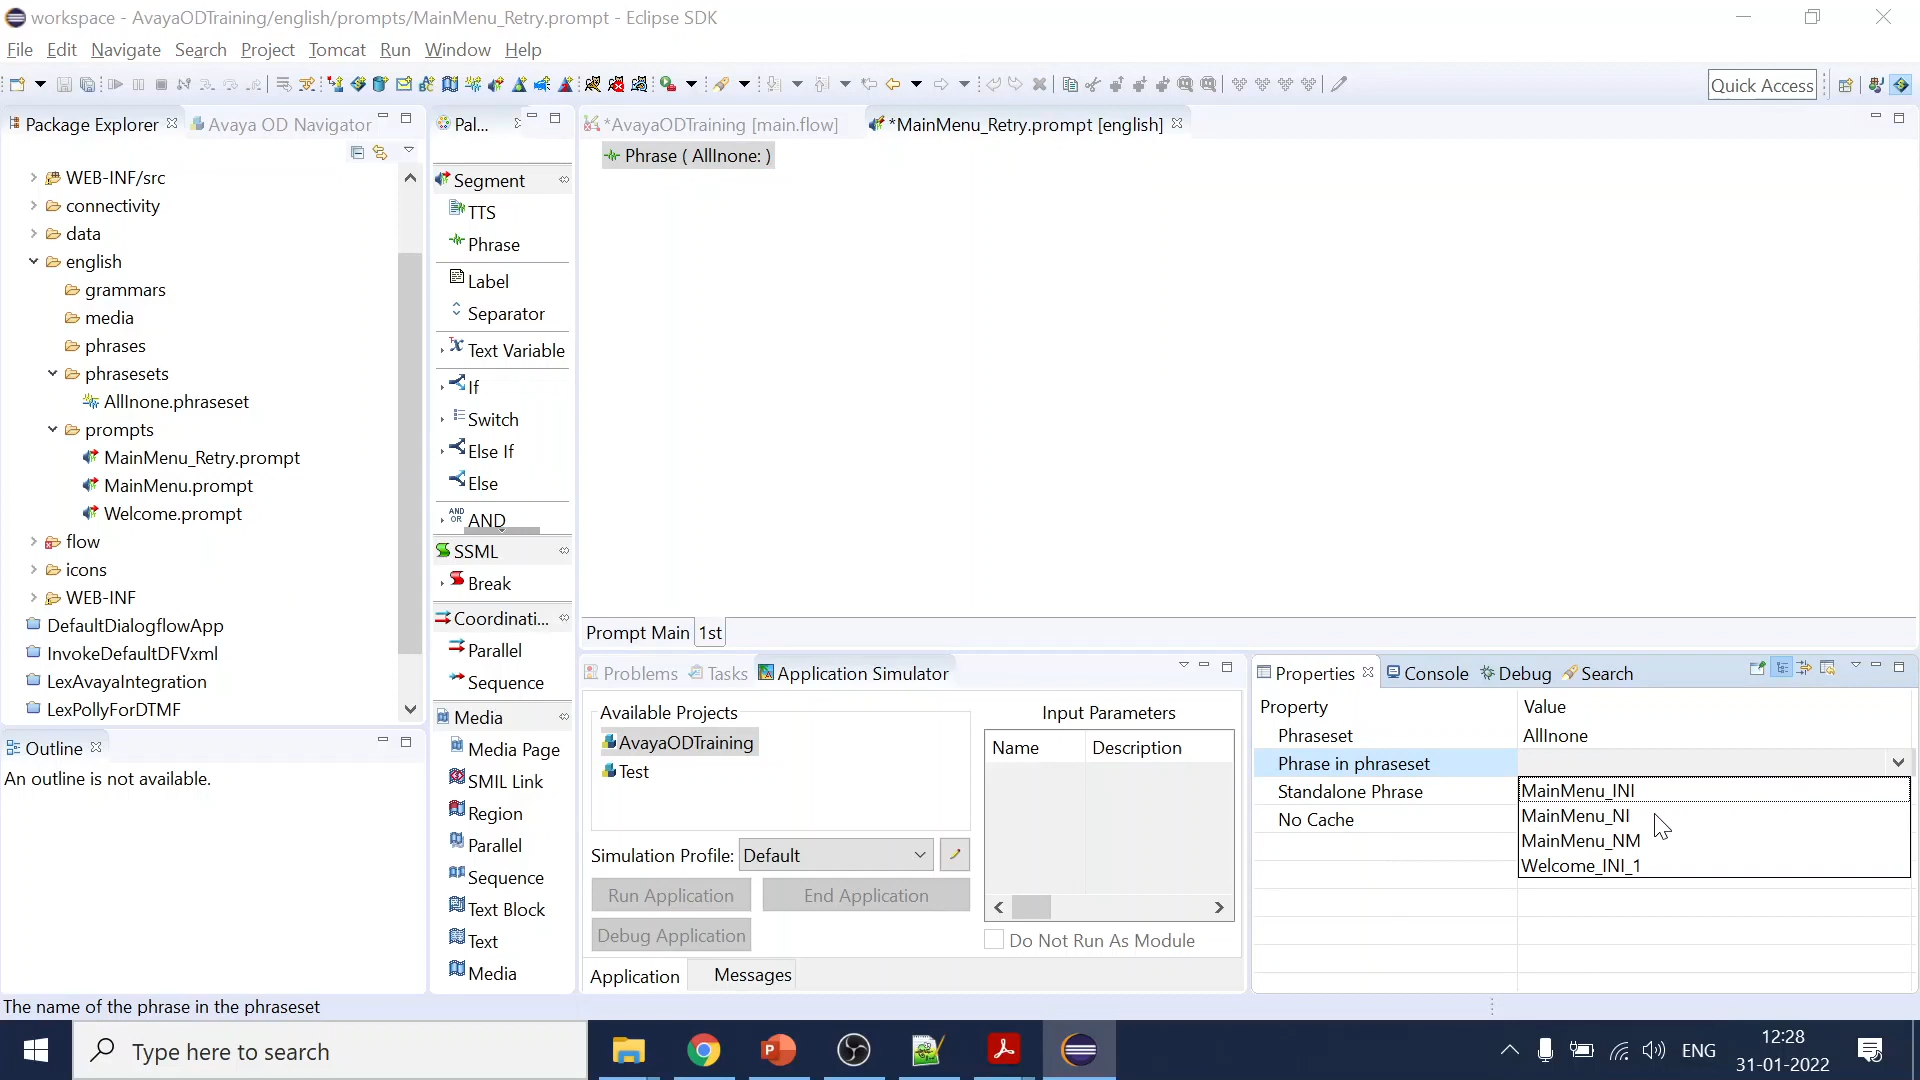 workspace - AvayaODTraining/english/prompts/MainMenu_Retry.prompt - Eclipse SDK
File Edit Navigate Search Project Tomcat Run Window Help
Quick Access
Package Explorer
Avaya OD Navigator
WEB-INF/src
connectivity
data
english
grammars
media
phrases
phrasesets
AllInone.phraseset
prompts
MainMenu_Retry.prompt
MainMenu.prompt
Welcome.prompt
flow
icons
WEB-INF
DefaultDialogflowApp
InvokeDefaultDFVxml
LexAvayaIntegration
LexPollyForDTMF
Outline
An outline is not available.
Pal...
Segment
TTS
Phrase
Label
Separator
Text Variable
If
Switch
Else If
Else
AND
SSML
Break
Coordinati...
Parallel
Sequence
Media
Media Page
SMIL Link
Region
Parallel
Sequence
Text Block
Text
Media
*AvayaODTraining [main.flow]
*MainMenu_Retry.prompt [english]
Phrase ( AllInone: )
Prompt Main 1st
Problems Tasks Application Simulator
Available Projects
AvayaODTraining
Test
Simulation Profile: Default
Run Application End Application
Debug Application
Input Parameters
Name Description
Do Not Run As Module
Application Messages
Properties Console Debug Search
Property Value
Phraseset AllInone
Phrase in phraseset
Standalone Phrase
No Cache
MainMenu_INI
MainMenu_NI
MainMenu_NM
Welcome_INI_1
The name of the phrase in the phraseset
Type here to search
ENG
12:28
31-01-2022